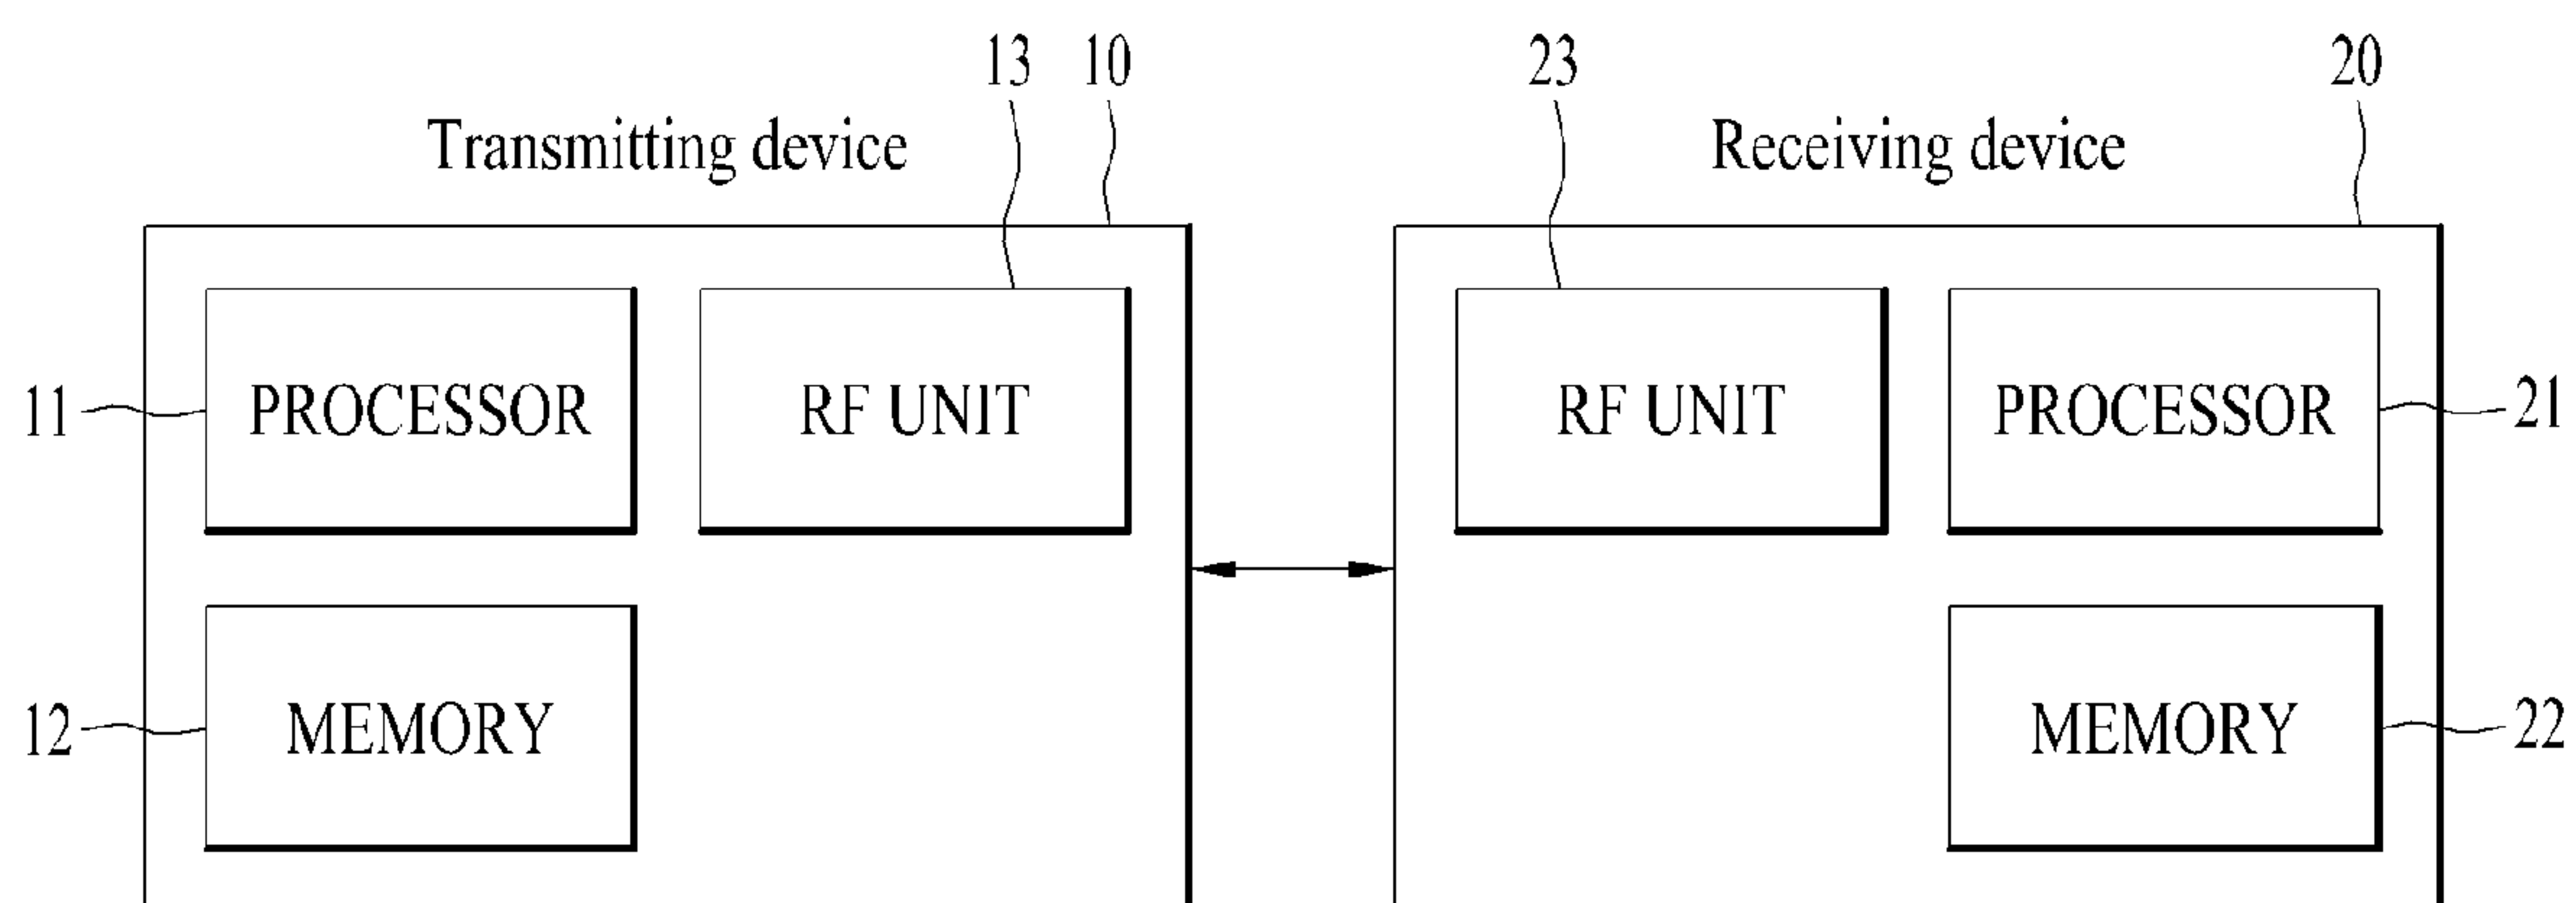 13 10 23 20
Transmitting device Receiving device
11 PROCESSOR RF UNIT RF UNIT PROCESSOR 21
12 MEMORY MEMORY 22